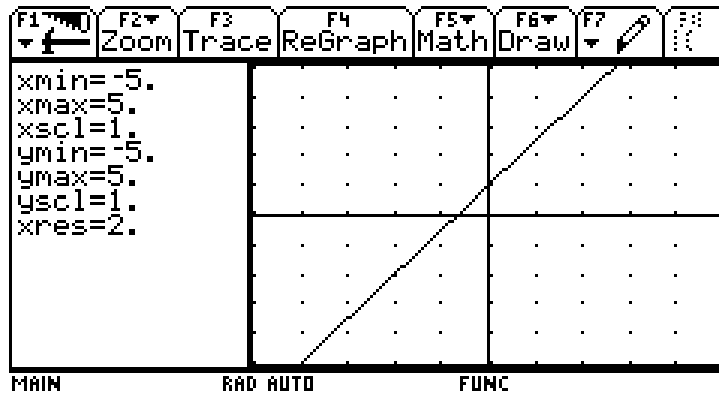 F1 F2 F3 F4 F5 F6 F7
Zoom Trace ReGraph Math Draw
xmin=-5.
xmax=5.
xscl=1.
ymin=-5.
ymax=5.
yscl=1.
xres=2.
MAIN RAD AUTO FUNC